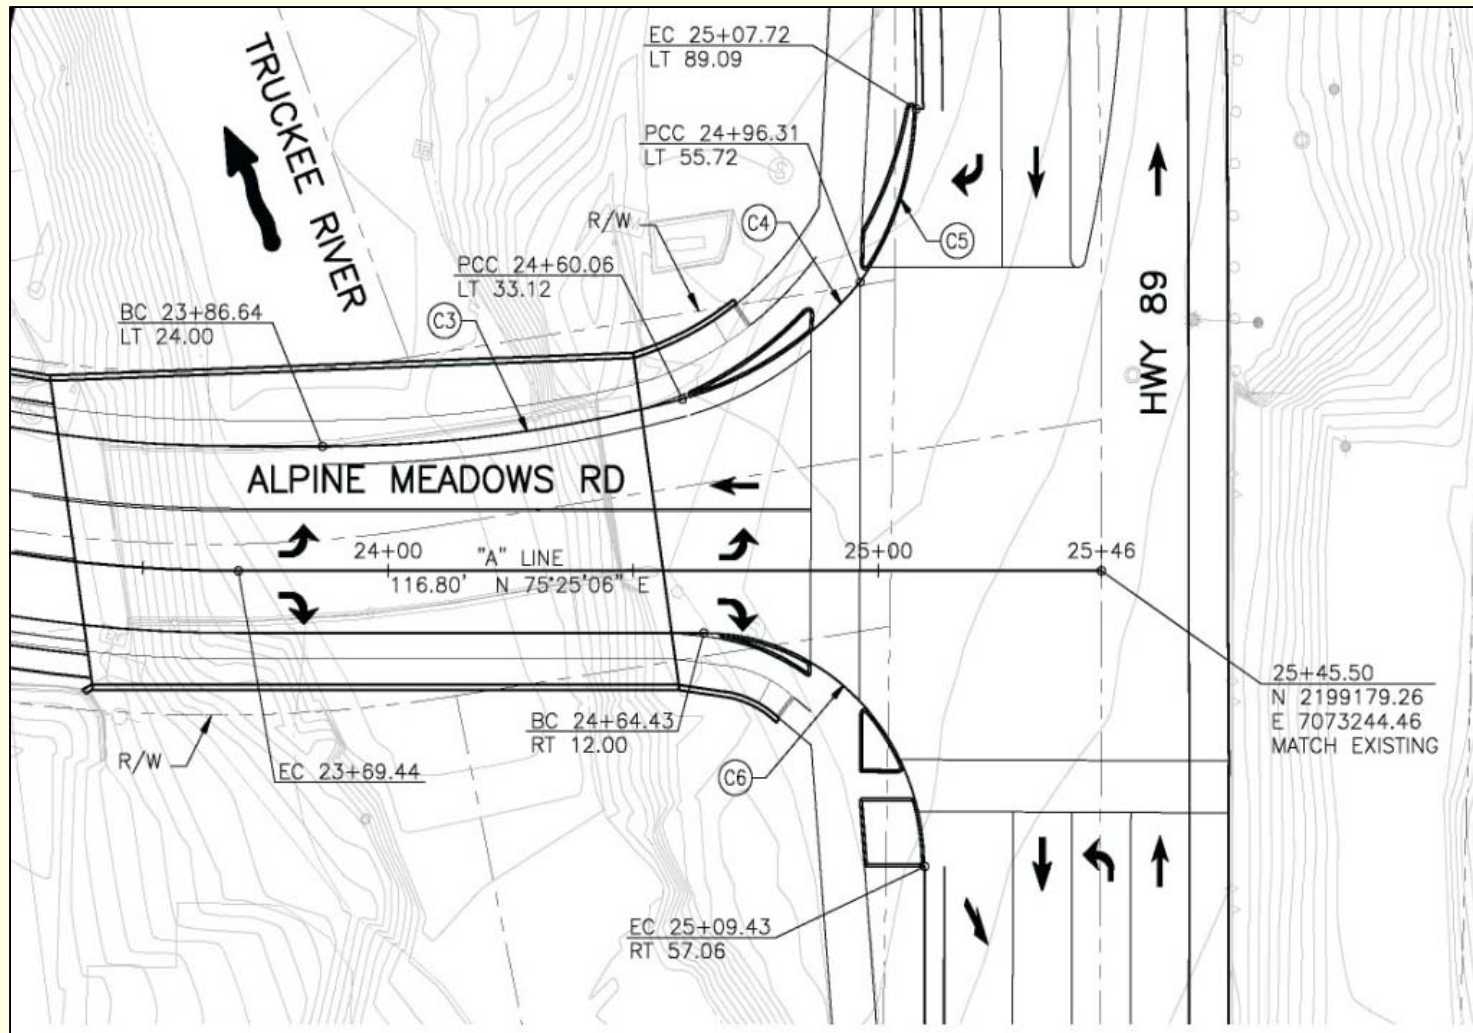 EC 25+07.72
LT 89.09
TRUCKEE RIVER
PCC 24+96.31
LT 55.72
R/W
C4
C5
PCC 24+60.06
LT 33.12
BC 23+86.64
LT 24.00
C3
HWY 89
ALPINE MEADOWS RD
24+00
"A" LINE
25+00
25+46
116.80' N 75°25'06" E
25+45.50
N 2199179.26
E 7073244.46
MATCH EXISTING
BC 24+64.43
RT 12.00
R/W
EC 23+69.44
C6
EC 25+09.43
RT 57.06